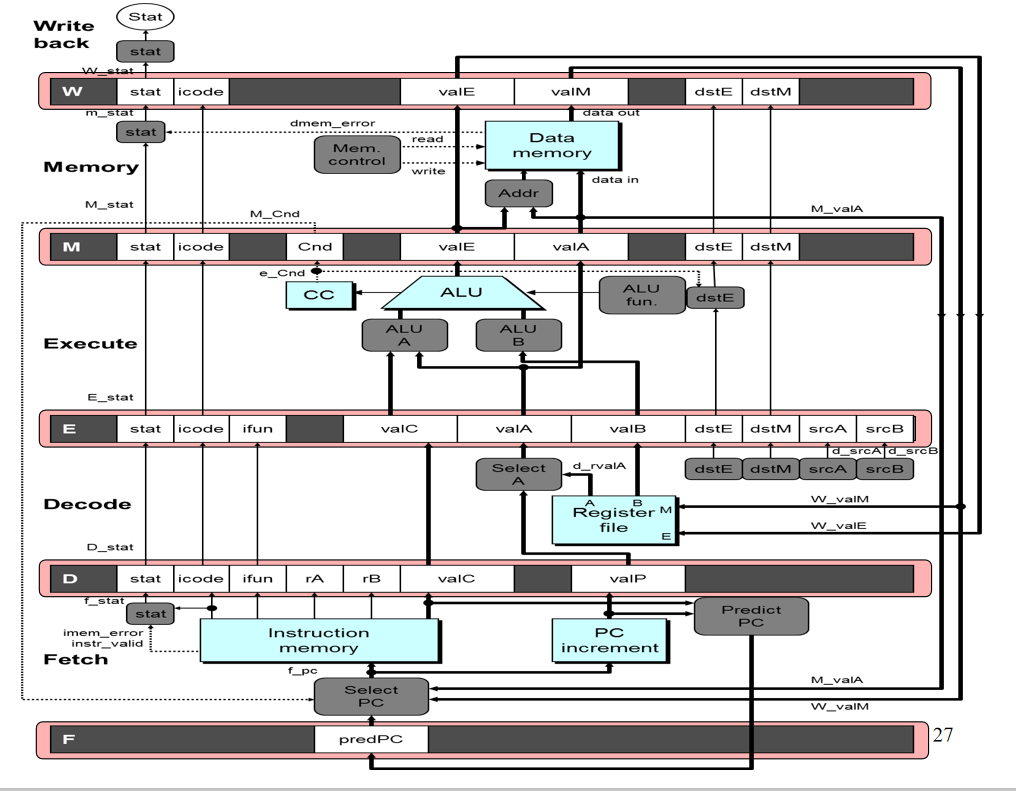 Stat
Write
back
stat
W_stat
W stat icode valE valM dstE dstM
m_stat
data out
stat
dmem_error
Mem.
control
read
write
Data
memory
Memory
Addr
data in
M_stat
M_Cnd
M_valA
M stat icode Cnd valE valA dstE dstM
e_Cnd
CC
ALU
ALU
fun.
dstE
ALU
A
ALU
B
Execute
E_stat
E stat icode ifun valC valA valB dstE dstM srcA srcB
d_srcA d_srcB
Select
A
d_rvalA
dstE dstM srcA srcB
Decode
A B
Register
file
M
E
W_valM
W_valE
D_stat
D stat icode ifun rA rB valC valP
f_stat
stat
imem_error
instr_valid
Instruction
memory
PC
increment
Predict
PC
Fetch
f_pc
Select
PC
M_valA
W_valM
F predPC
27